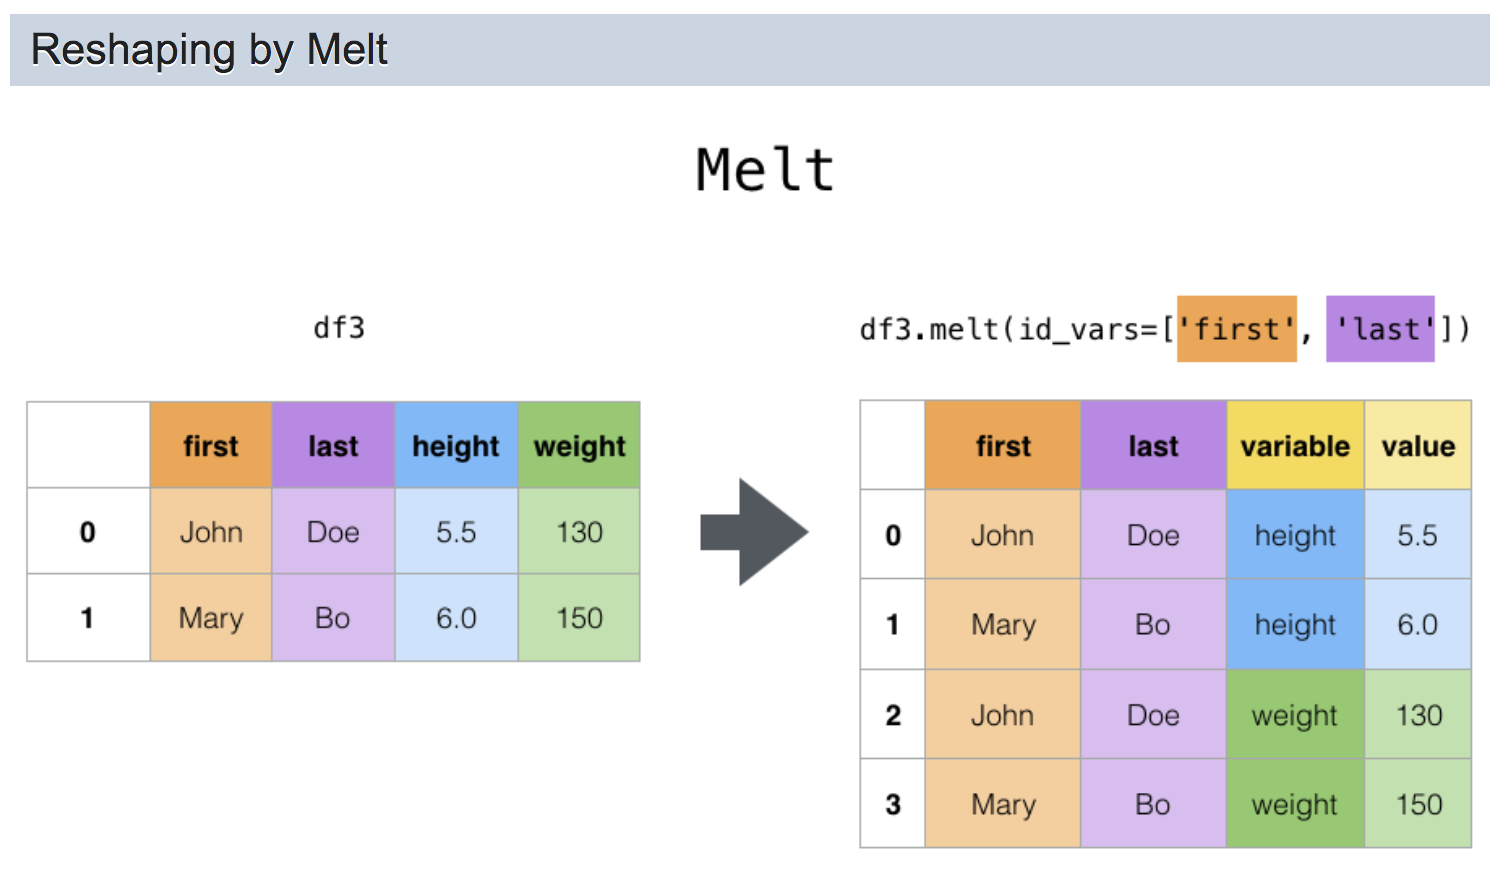 Reshaping by Melt
Melt
df3
first last height weight
0 John Doe 5.5 130
1 Mary Bo 6.0 150
df3.melt(id_vars=['first', 'last'])
first last variable value
0 John Doe height 5.5
1 Mary Bo height 6.0
2 John Doe weight 130
3 Mary Bo weight 150